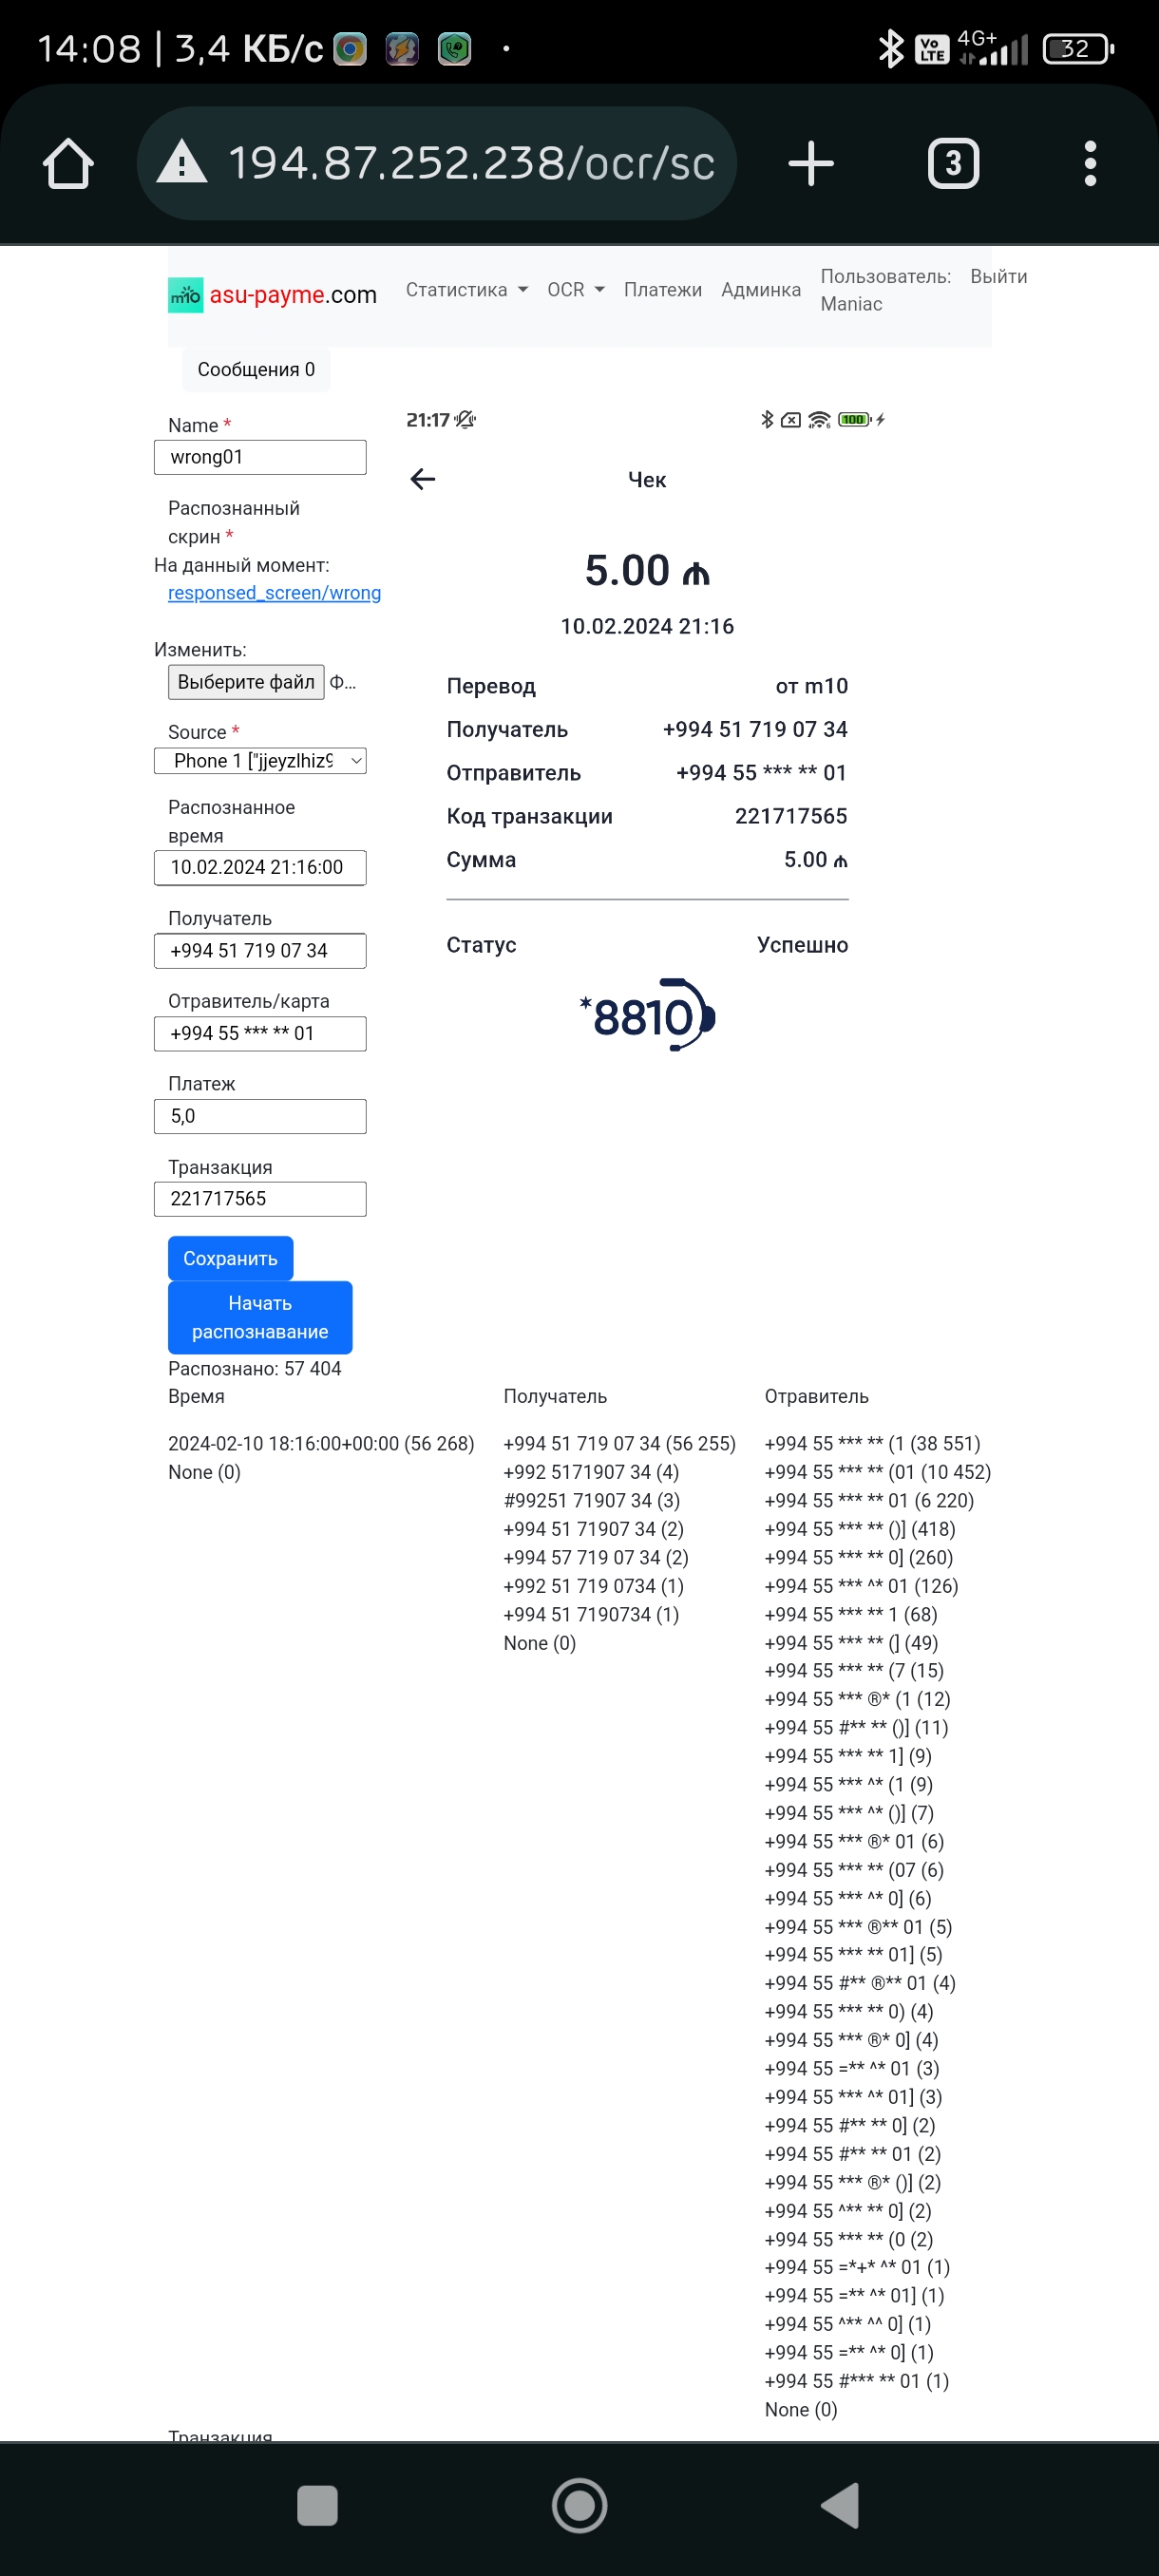 14:08 | 3,4 КБ/с
Vo LTE 4G+ 32
194.87.252.238/ocr/sc
3
m10 asu-payme.com
Статистика
OCR
Платежи
Админка
Пользователь: Maniac
Выйти
Сообщения 0
Name *
wrong01
Распознанный
скрин *
На данный момент:
responsed_screen/wrong
Изменить:
Выберите файл Ф...
Source *
Phone 1 ["jjeyzlhiz9
Распознанное
время
10.02.2024 21:16:00
Получатель
+994 51 719 07 34
Отравитель/карта
+994 55 *** ** 01
Платеж
5,0
Транзакция
221717565
Сохранить
Начать
распознавание
21:17
100
Чек
5.00 ₼
10.02.2024 21:16
Перевод от m10
Получатель +994 51 719 07 34
Отправитель +994 55 *** ** 01
Код транзакции 221717565
Сумма 5.00 ₼
Статус Успешно
*8810
Распознано: 57 404
Время
2024-02-10 18:16:00+00:00 (56 268)
None (0)
Получатель
+994 51 719 07 34 (56 255)
+992 5171907 34 (4)
#99251 71907 34 (3)
+994 51 71907 34 (2)
+994 57 719 07 34 (2)
+992 51 719 0734 (1)
+994 51 7190734 (1)
None (0)
Отравитель
+994 55 *** ** (1 (38 551)
+994 55 *** ** (01 (10 452)
+994 55 *** ** 01 (6 220)
+994 55 *** ** ()] (418)
+994 55 *** ** 0] (260)
+994 55 *** ^* 01 (126)
+994 55 *** ** 1 (68)
+994 55 *** ** (] (49)
+994 55 *** ** (7 (15)
+994 55 *** ®* (1 (12)
+994 55 #** ** ()] (11)
+994 55 *** ** 1] (9)
+994 55 *** ^* (1 (9)
+994 55 *** ^* ()] (7)
+994 55 *** ®* 01 (6)
+994 55 *** ** (07 (6)
+994 55 *** ^* 0] (6)
+994 55 *** ®** 01 (5)
+994 55 *** ** 01] (5)
+994 55 #** ®** 01 (4)
+994 55 *** ** 0) (4)
+994 55 *** ®* 0] (4)
+994 55 =** ^* 01 (3)
+994 55 *** ^* 01] (3)
+994 55 #** ** 0] (2)
+994 55 #** ** 01 (2)
+994 55 *** ®* ()] (2)
+994 55 ^** ** 0] (2)
+994 55 *** ** (0 (2)
+994 55 =*+* ^* 01 (1)
+994 55 =** ^* 01] (1)
+994 55 ^** ^^ 0] (1)
+994 55 =** ^* 0] (1)
+994 55 #*** ** 01 (1)
None (0)
Транзакция